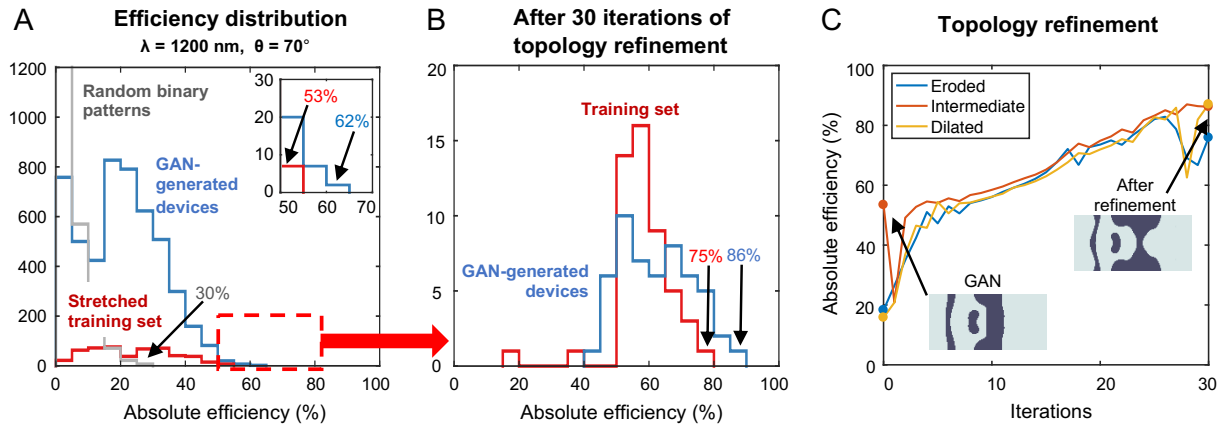 A
Efficiency distribution
λ = 1200 nm, θ = 70°
1200
1000
800
600
400
200
0
0
20
40
60
80
100
Absolute efficiency (%)
Random binary
patterns
GAN-
generated
devices
Stretched
training set
30%
30
20
10
0
50
60
70
53%
62%
B
After 30 iterations of
topology refinement
20
15
10
5
0
0
20
40
60
80
100
Absolute efficiency (%)
Training set
GAN-generated
devices
75%
86%
C
Topology refinement
100
80
60
40
20
0
0
10
20
30
Absolute efficiency (%)
Iterations
Eroded
Intermediate
Dilated
After
refinement
GAN